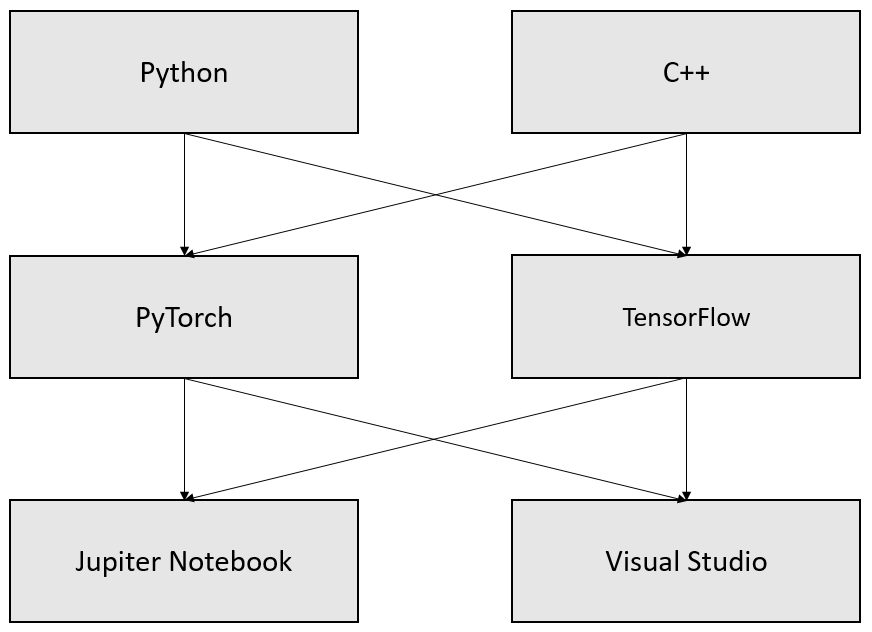 Python
C++
PyTorch
TensorFlow
Jupiter Notebook
Visual Studio